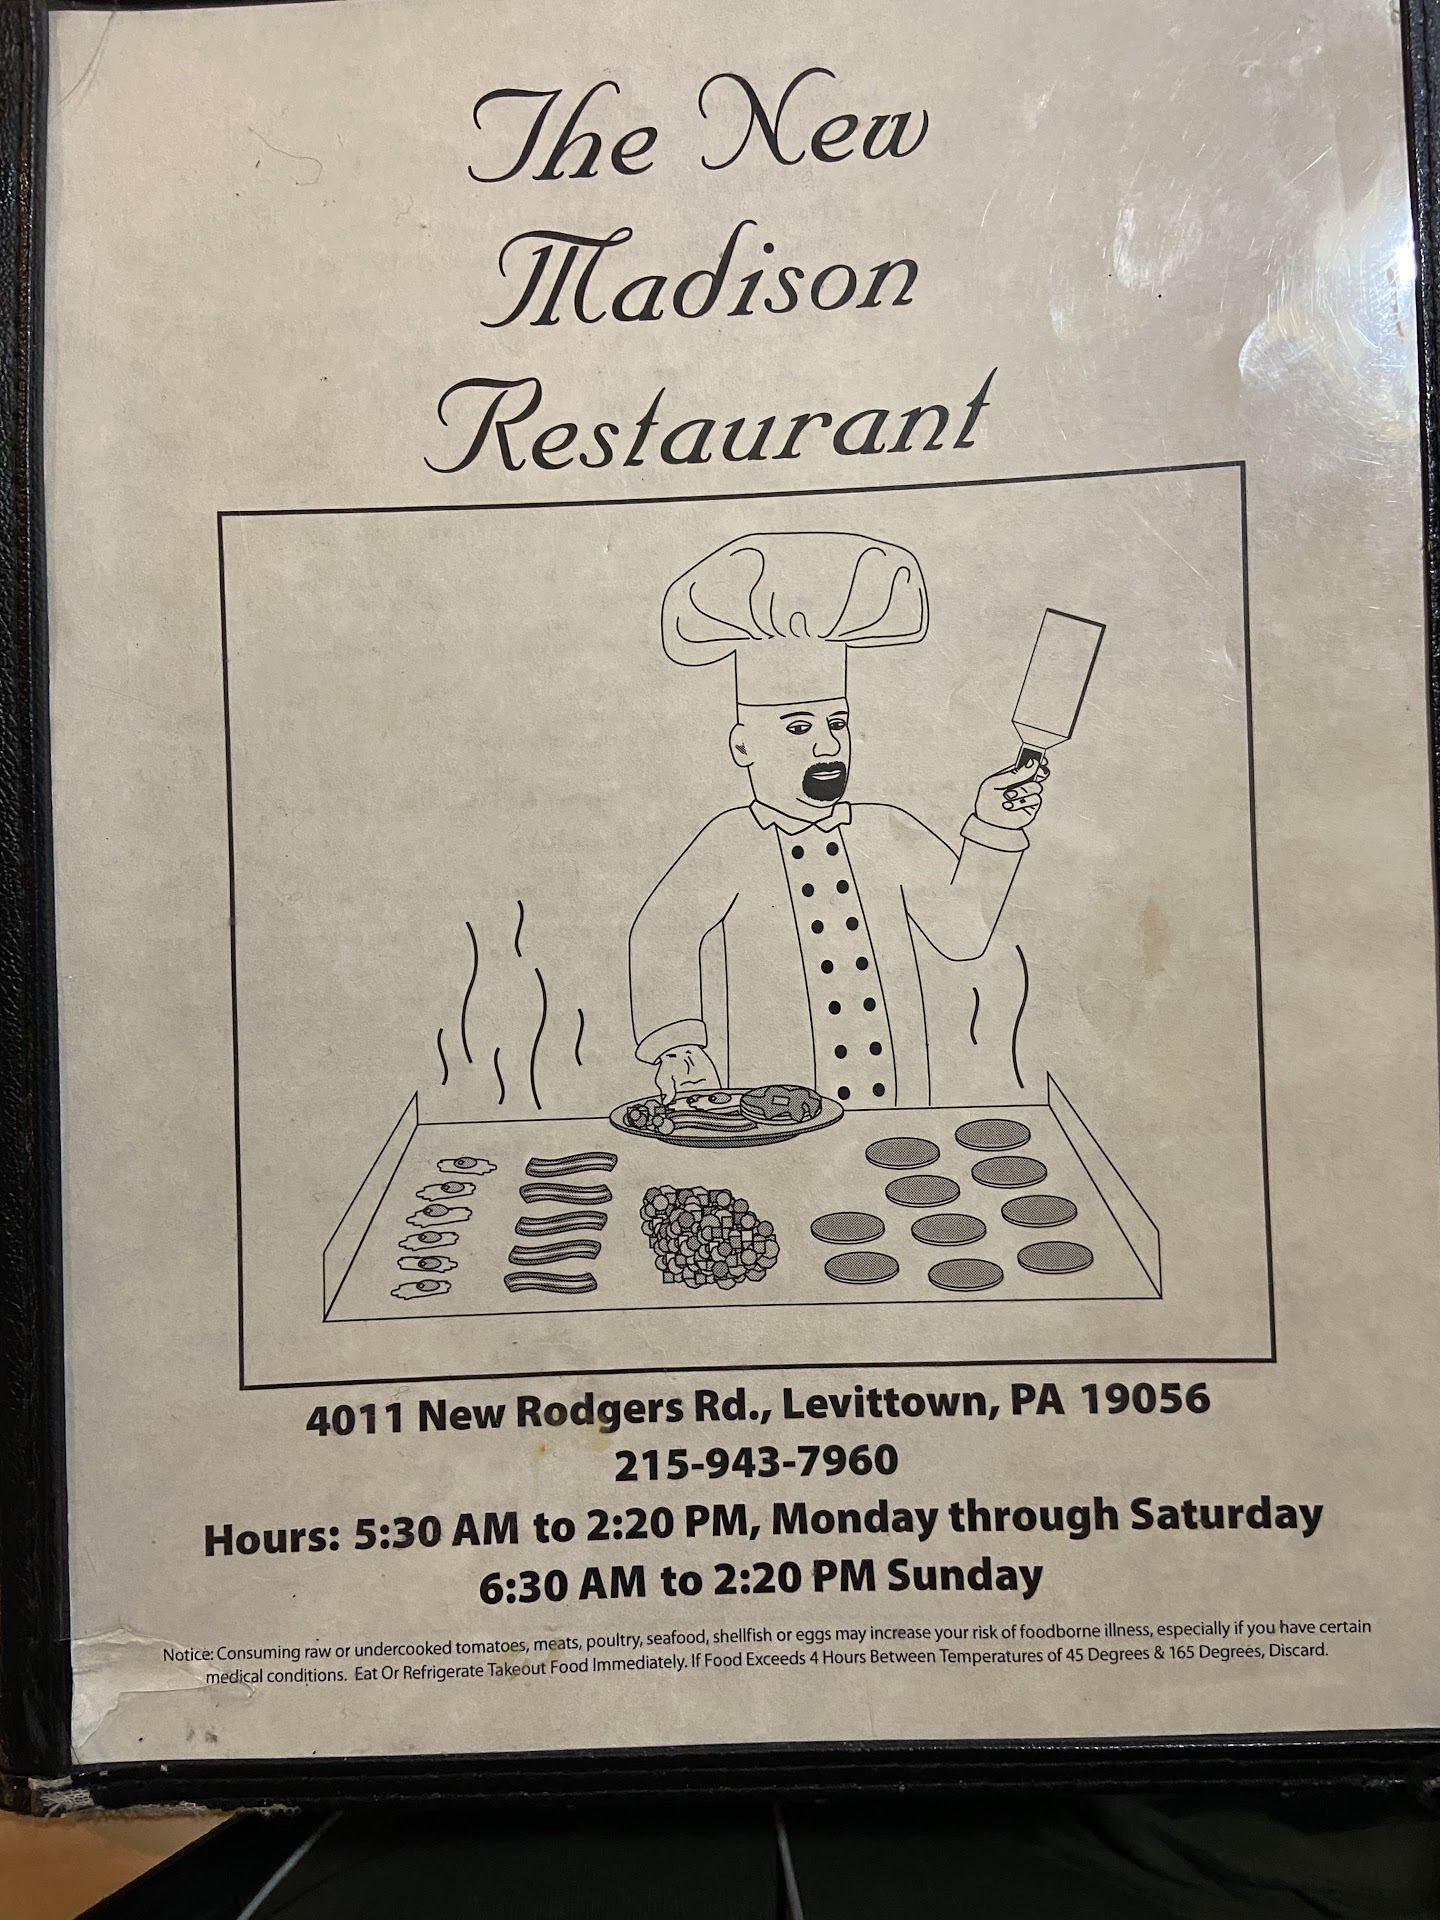 The New
Madison
Restaurant
4011 New Rodgers Rd., Levittown, PA 19056
215-943-7960
Hours: 5:30 AM to 2:20 PM, Monday through Saturday
6:30 AM to 2:20 PM Sunday
Notice: Consuming raw or undercooked tomatoes, meats, poultry, seafood, shellfish or eggs may increase your risk of foodborne illness, especially if you have certain
medical conditions. Eat Or Refrigerate Takeout Food Immediately. If Food Exceeds 4 Hours Between Temperatures of 45 Degrees & 165 Degrees, Discard.